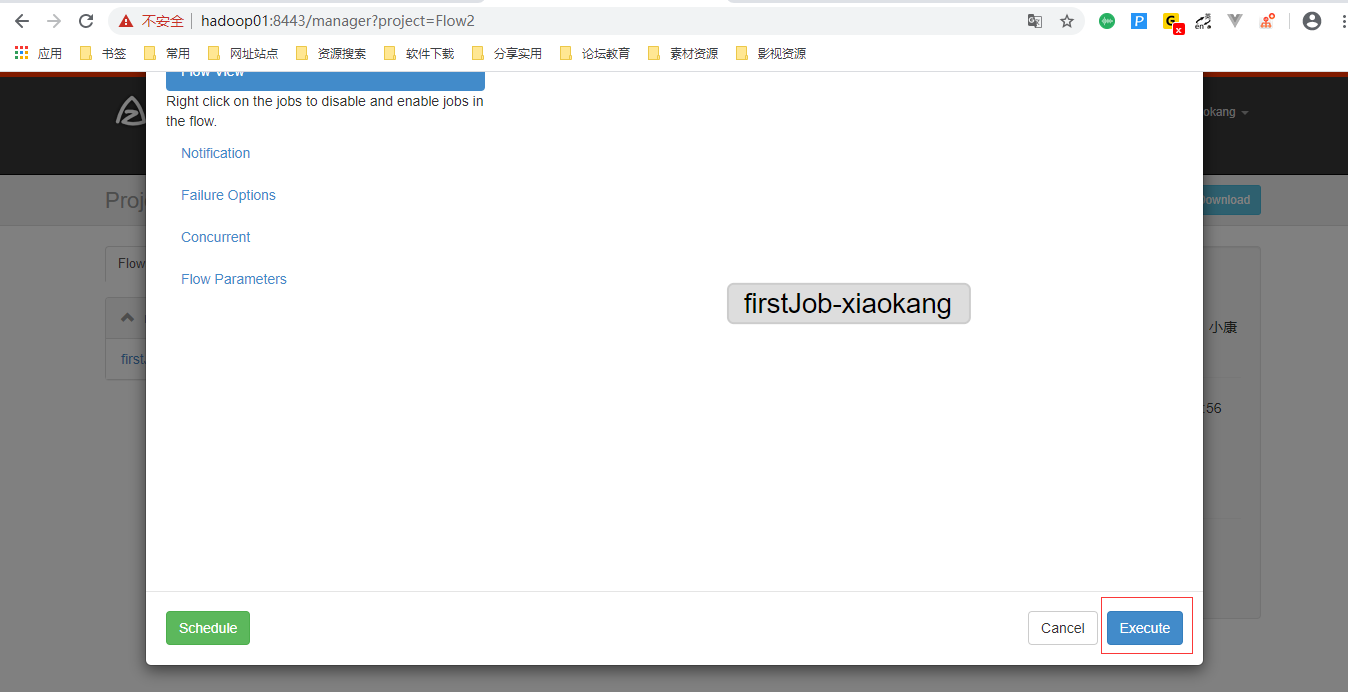 不安全 hadoop01:8443/manager?project=Flow2
应用 书签 常用 网址站点 资源搜索 软件下载 分享实用 论坛教育 素材资源 影视资源
Flow View
Right click on the jobs to disable and enable jobs in
the flow.
okang
Notification
Proj
Failure Options
ownload
Concurrent
Flow
Flow Parameters
firstJob-xiaokang
小康
first
:56
Schedule
Cancel
Execute